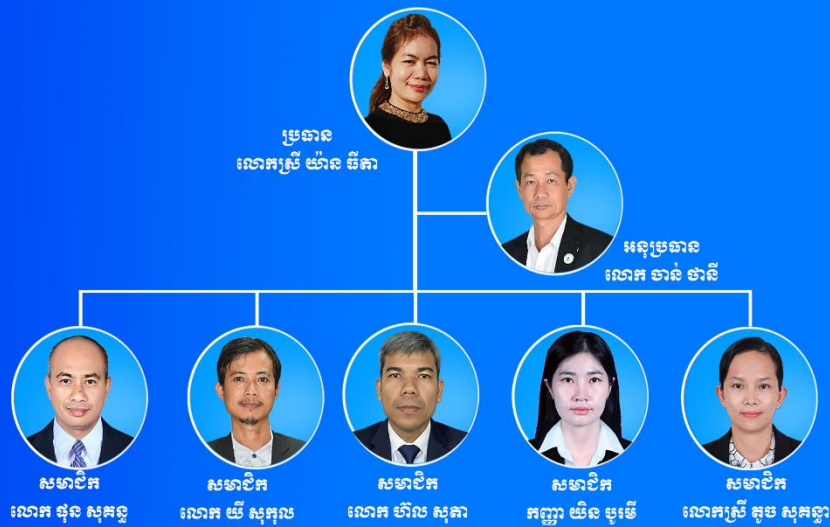 ប្រធាន
លោកស្រី យ៉ាន ធីតា
អនុប្រធាន
លោក ចាន់ ថានី
សមាជិក
លោក ផុន សុគន្ធ
សមាជិក
លោក យី សុកុល
សមាជិក
លោក ហ៊ល សុតា
សមាជិក
កញ្ញា យិន បូរមី
សមាជិក
លោកស្រី តូច សុគន្ធា